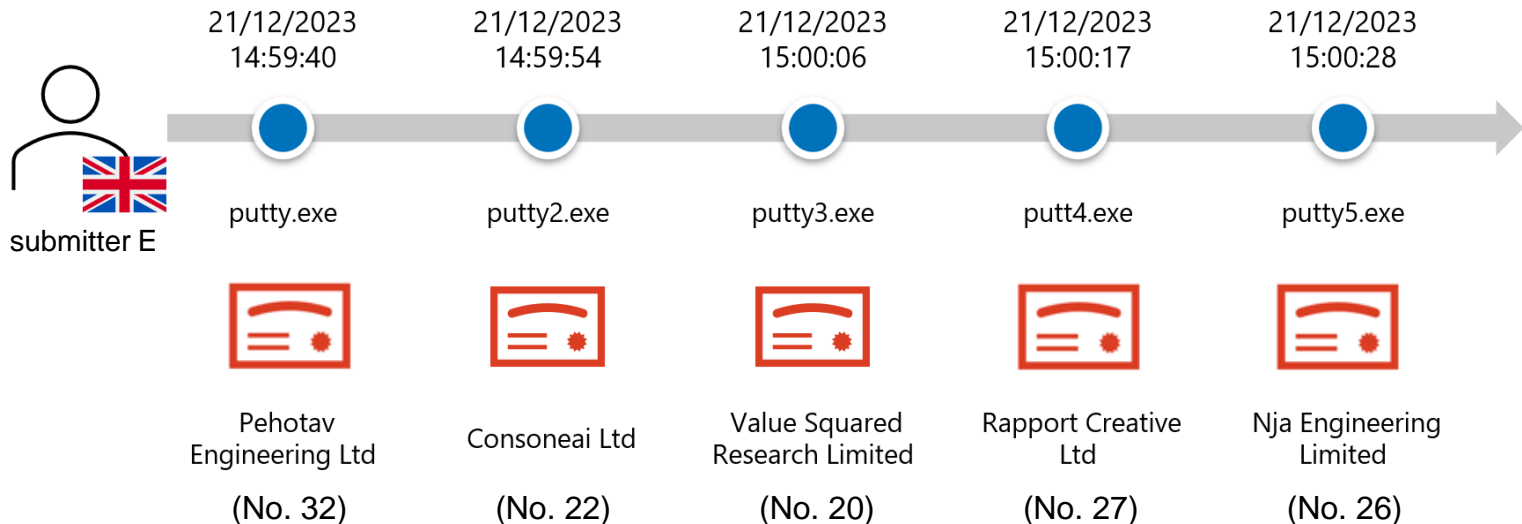 21/12/2023
14:59:40
21/12/2023
14:59:54
21/12/2023
15:00:06
21/12/2023
15:00:17
21/12/2023
15:00:28
submitter E
putty.exe
putty2.exe
putty3.exe
putt4.exe
putty5.exe
Pehotav
Engineering Ltd
Consoneai Ltd
Value Squared
Research Limited
Rapport Creative
Ltd
Nja Engineering
Limited
(No. 32)
(No. 22)
(No. 20)
(No. 27)
(No. 26)